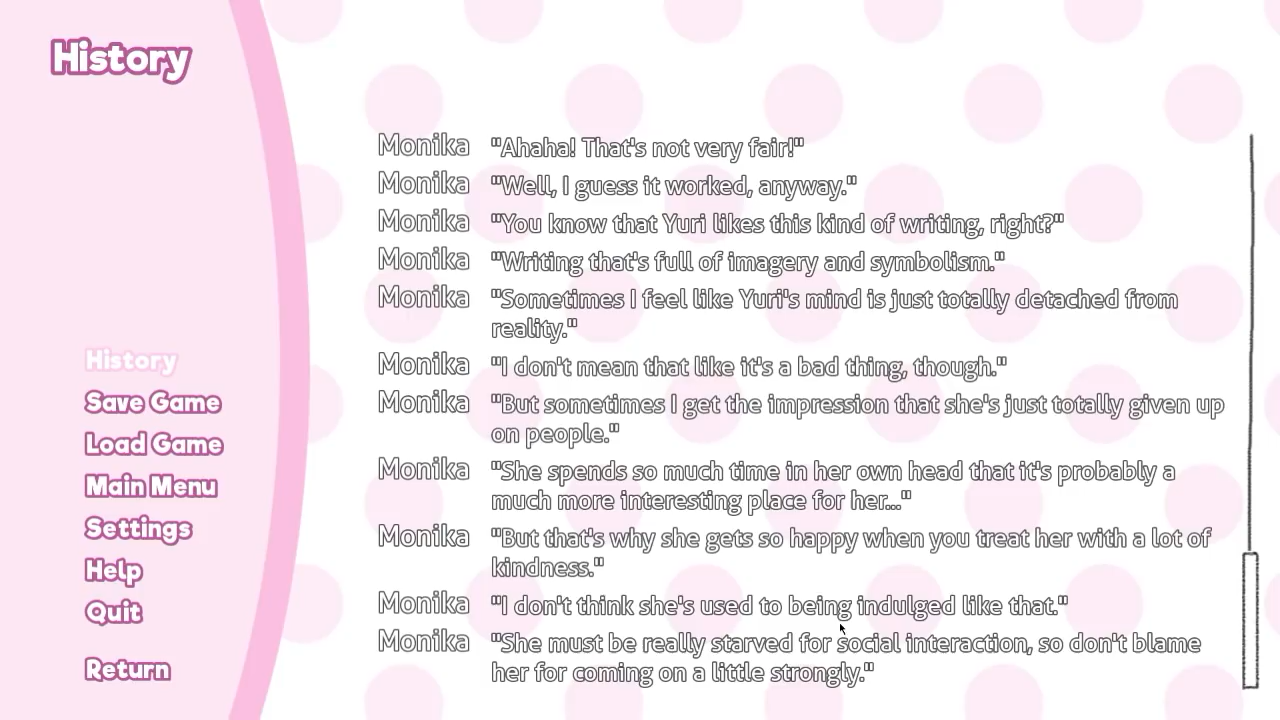 History
Monika "Ahaha! That's not very fair!"
Monika "Well, I guess it worked, anyway."
Monika "You know that Yuri likes this kind of writing, right?"
Monika "Writing that's full of imagery and symbolism."
Monika "Sometimes I feel like Yuri's mind is just totally detached from
reality."
Monika "I don't mean that like it's a bad thing, though."
Monika "But sometimes I get the impression that she's just totally given up
on people."
Monika "She spends so much time in her own head that it's probably a
much more interesting place for her..."
Monika "But that's why she gets so happy when you treat her with a lot of
kindness."
Monika "I don't think she's used to being indulged like that."
Monika "She must be really starved for social interaction, so don't blame
her for coming on a little strongly."
History
Save Game
Load Game
Main Menu
Settings
Help
Quit
Return